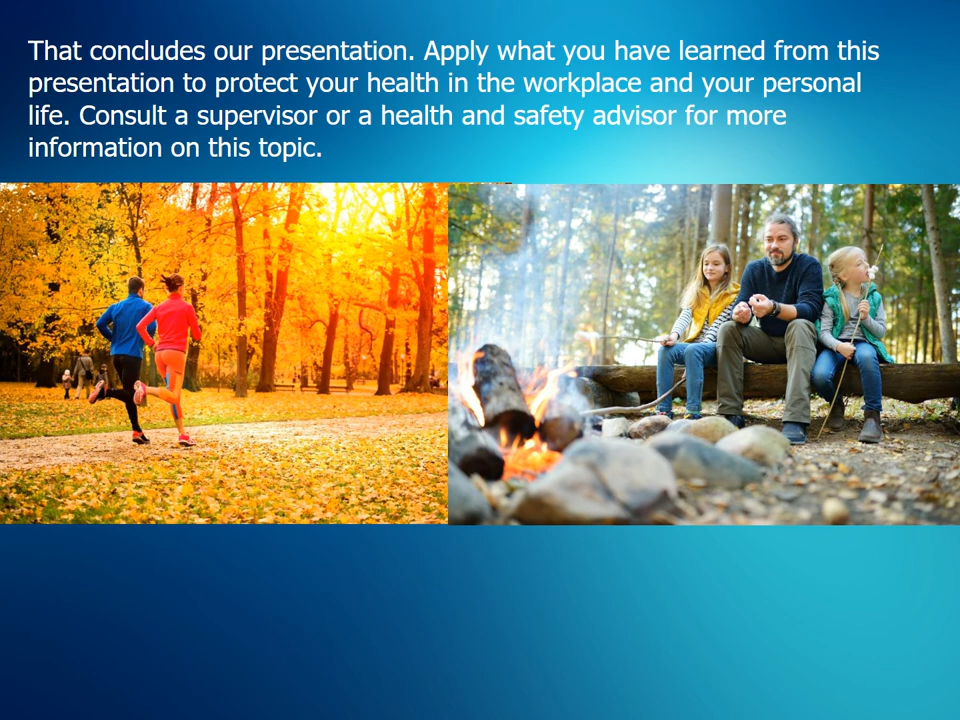 That concludes our presentation. Apply what you have learned from this
presentation to protect your health in the workplace and your personal
life. Consult a supervisor or a health and safety advisor for more
information on this topic.